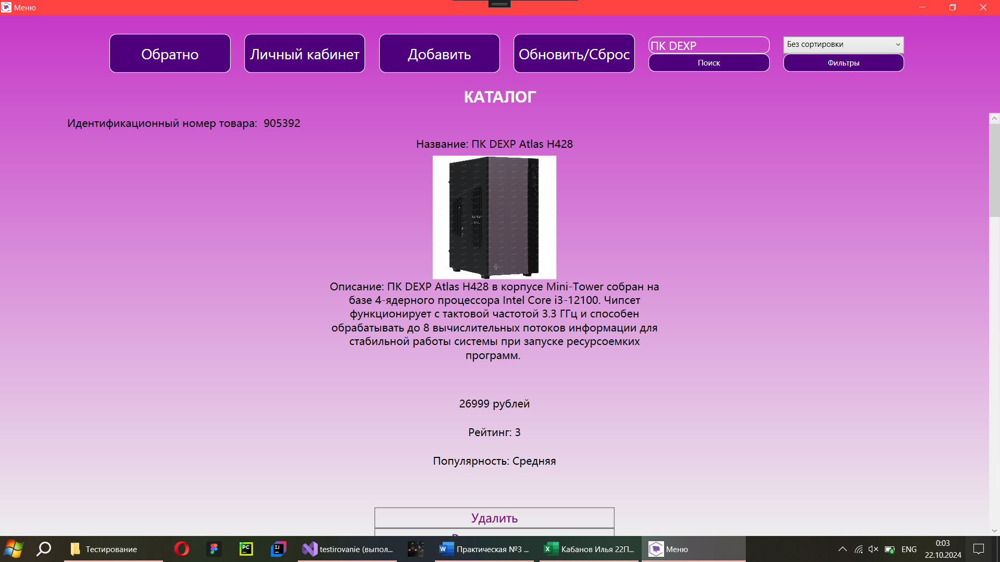 Меню
Обратно
Личный кабинет
Добавить
Обновить/Сброс
ПК DEXP
Поиск
Без сортировки
Фильтры
КАТАЛОГ
Идентификационный номер товара:  905392
Название: ПК DEXP Atlas H428
Описание: ПК DEXP Atlas H428 в корпусе Mini-Tower собран на
базе 4-ядерного процессора Intel Core i3-12100. Чипсет
функционирует с тактовой частотой 3.3 ГГц и способен
обрабатывать до 8 вычислительных потоков информации для
стабильной работы системы при запуске ресурсоемких
программ.
26999 рублей
Рейтинг: 3
Популярность: Средняя
Удалить
Тестирование
PC
IJ
testirovanie (выпол...
W
Практическая №3 ...
X
Кабанов Илья 22П...
Меню
ENG
0:03
22.10.2024